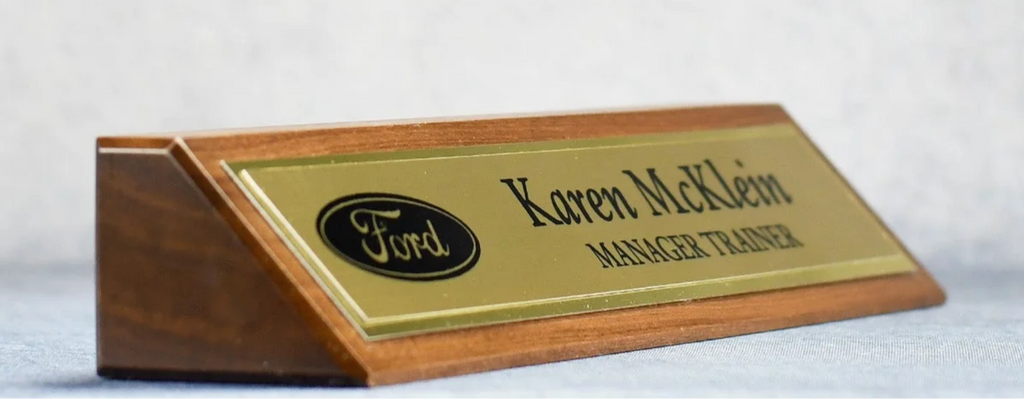 Ford
Karen McKlein
MANAGER TRAINER